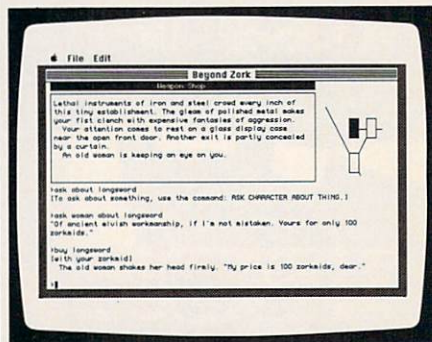 File Edit
Beyond Zork
Weapon Shop
Lethal instruments of iron and steel crowd every inch of
this tiny establishment. The gleam of polished metal makes
your fist clench with expensive fantasies of aggression.
Your attention comes to rest on a glass display case
near the open front door. Another exit is partly concealed
by a curtain.
An old woman is keeping an eye on you.
>ask about longsword
[To ask about something, use the command: ASK CHARACTER ABOUT THING.]
>ask woman about longsword
"Of ancient elvish workmanship, if I'm not mistaken. Yours for only 100
zorkmids."
>buy longsword
[with your zorkmid]
The old woman shakes her head firmly. "My price is 100 zorkmids, dear."
>